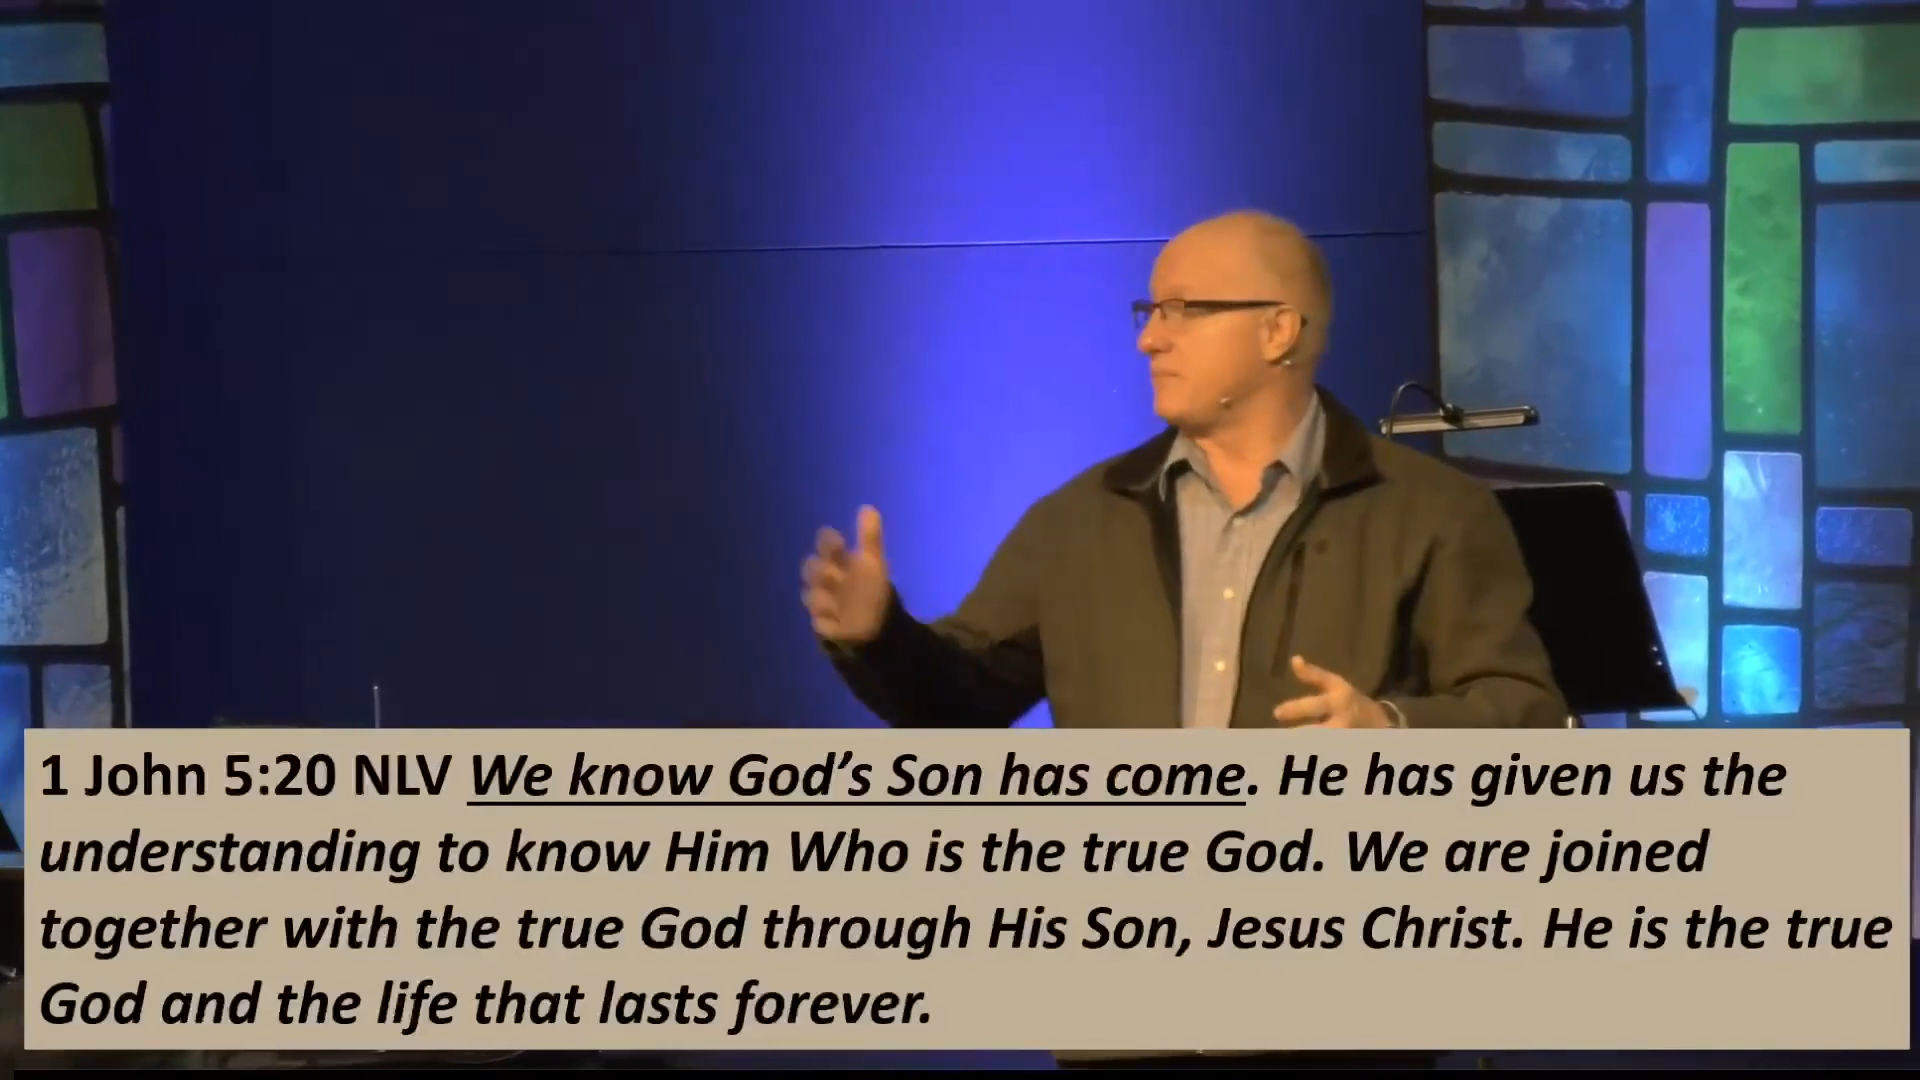 1 John 5:20 NLV We know God’s Son has come. He has given us the
understanding to know Him Who is the true God. We are joined
together with the true God through His Son, Jesus Christ. He is the true
God and the life that lasts forever.